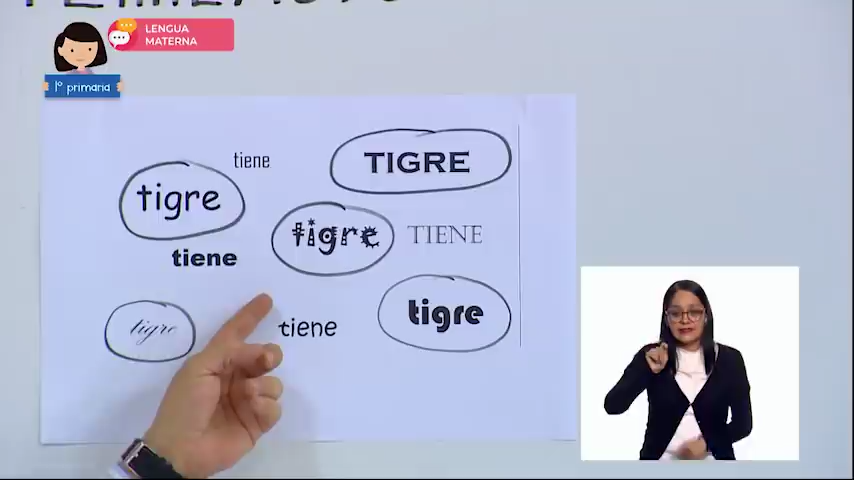 LENGUA
MATERNA
1° primaria
tiene
TIGRE
tigre
tigre
TIENE
tiene
tigre
tigre
tiene